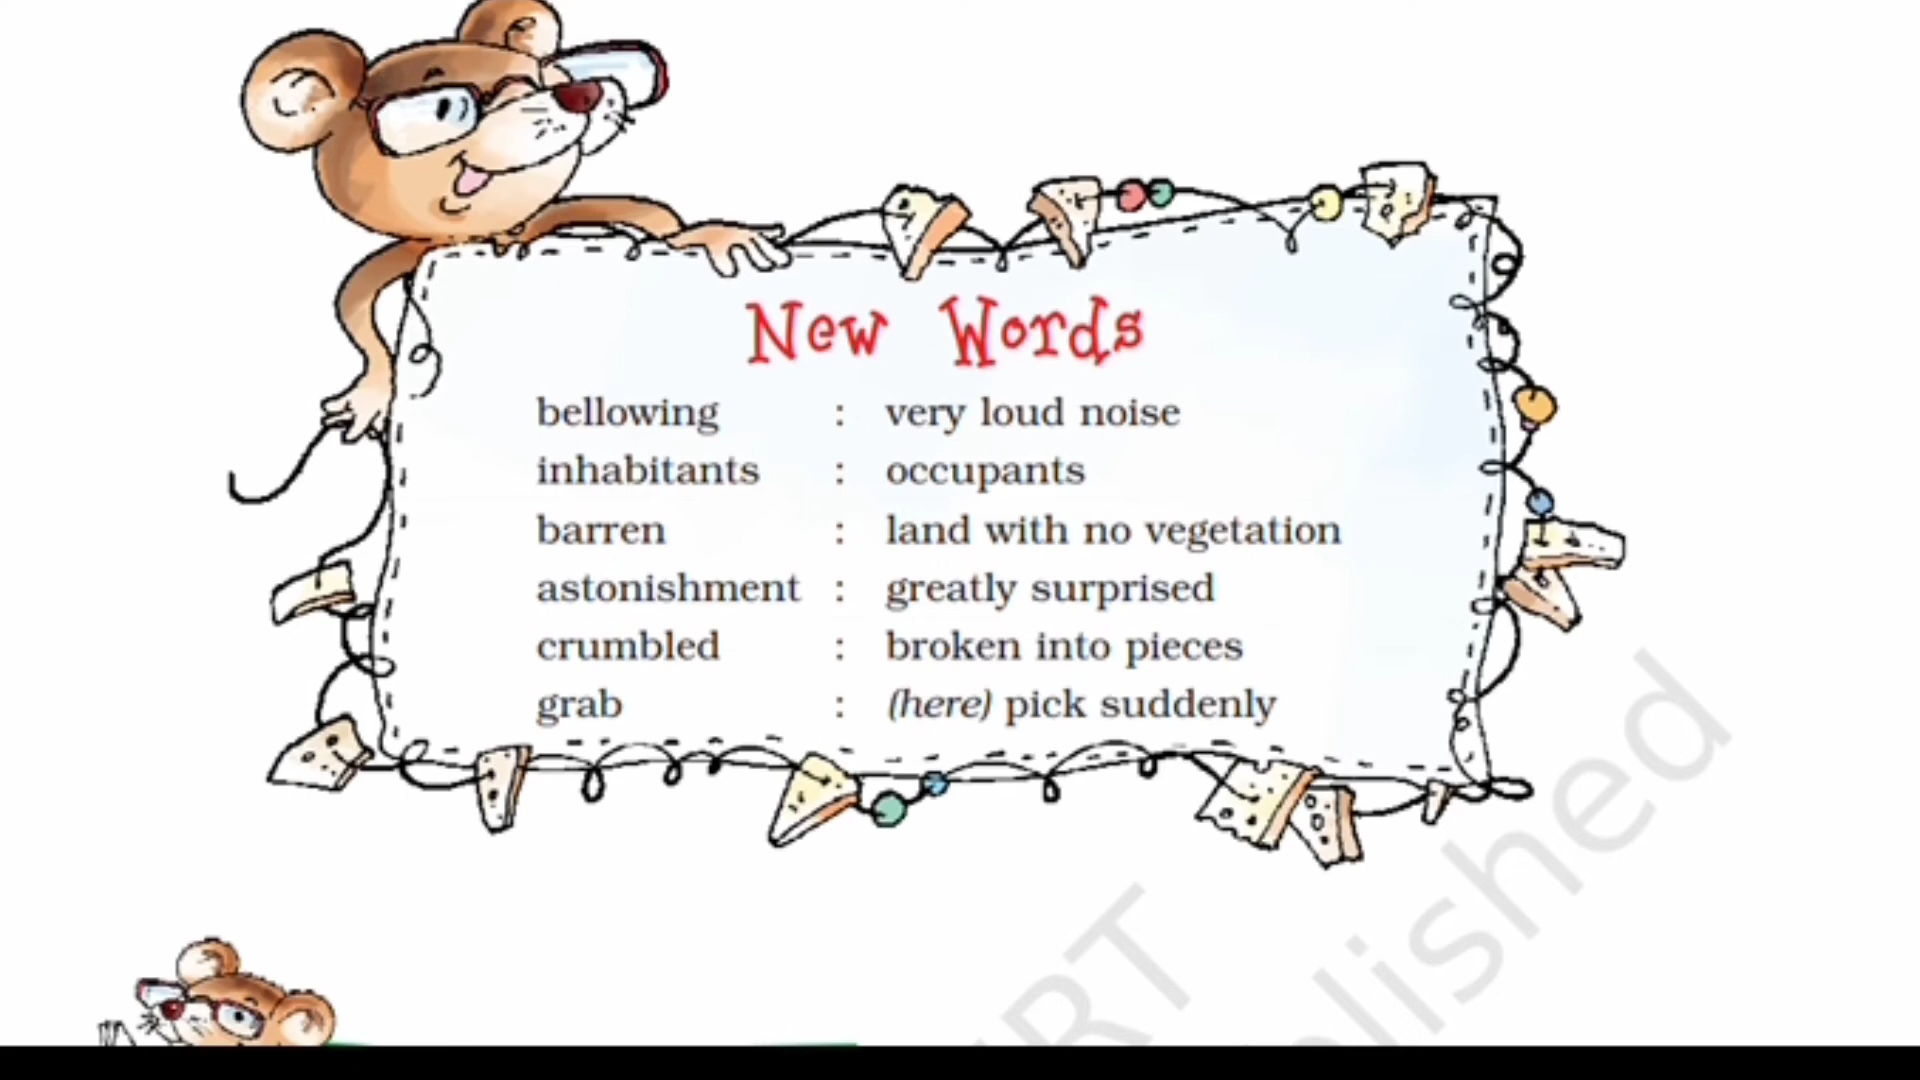 New Words
bellowing : very loud noise
inhabitants : occupants
barren : land with no vegetation
astonishment : greatly surprised
crumbled : broken into pieces
grab : (here) pick suddenly